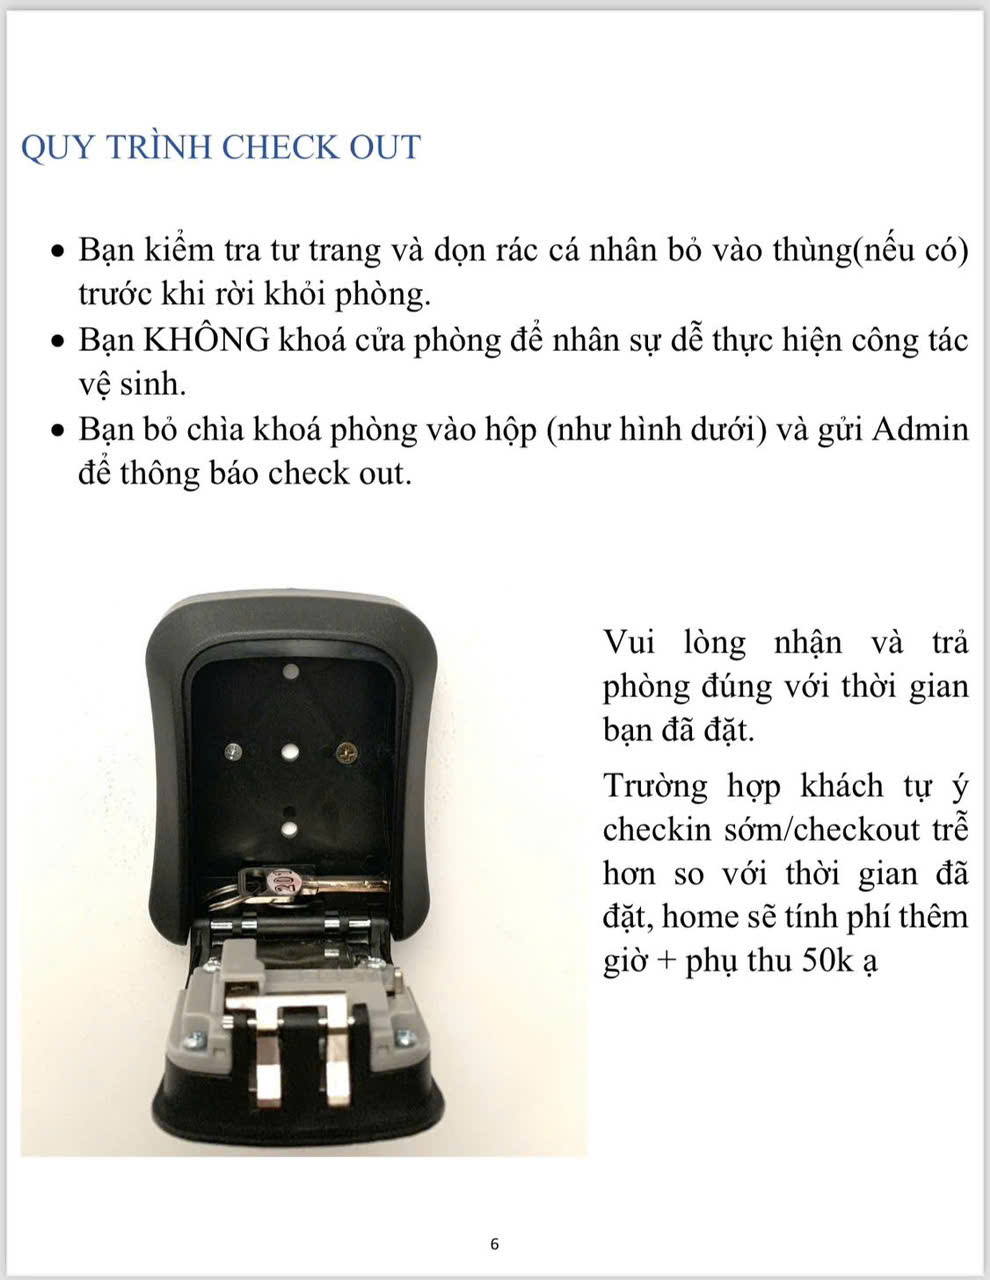 QUY TRÌNH CHECK OUT
• Bạn kiểm tra tư trang và dọn rác cá nhân bỏ vào thùng(nếu có)
trước khi rời khỏi phòng.
• Bạn KHÔNG khoá cửa phòng để nhân sự dễ thực hiện công tác
vệ sinh.
• Bạn bỏ chìa khoá phòng vào hộp (như hình dưới) và gửi Admin
để thông báo check out.
Vui lòng nhận và trả
phòng đúng với thời gian
bạn đã đặt.
Trường hợp khách tự ý
checkin sớm/checkout trễ
hơn so với thời gian đã
đặt, home sẽ tính phí thêm
giờ + phụ thu 50k ạ
201
6